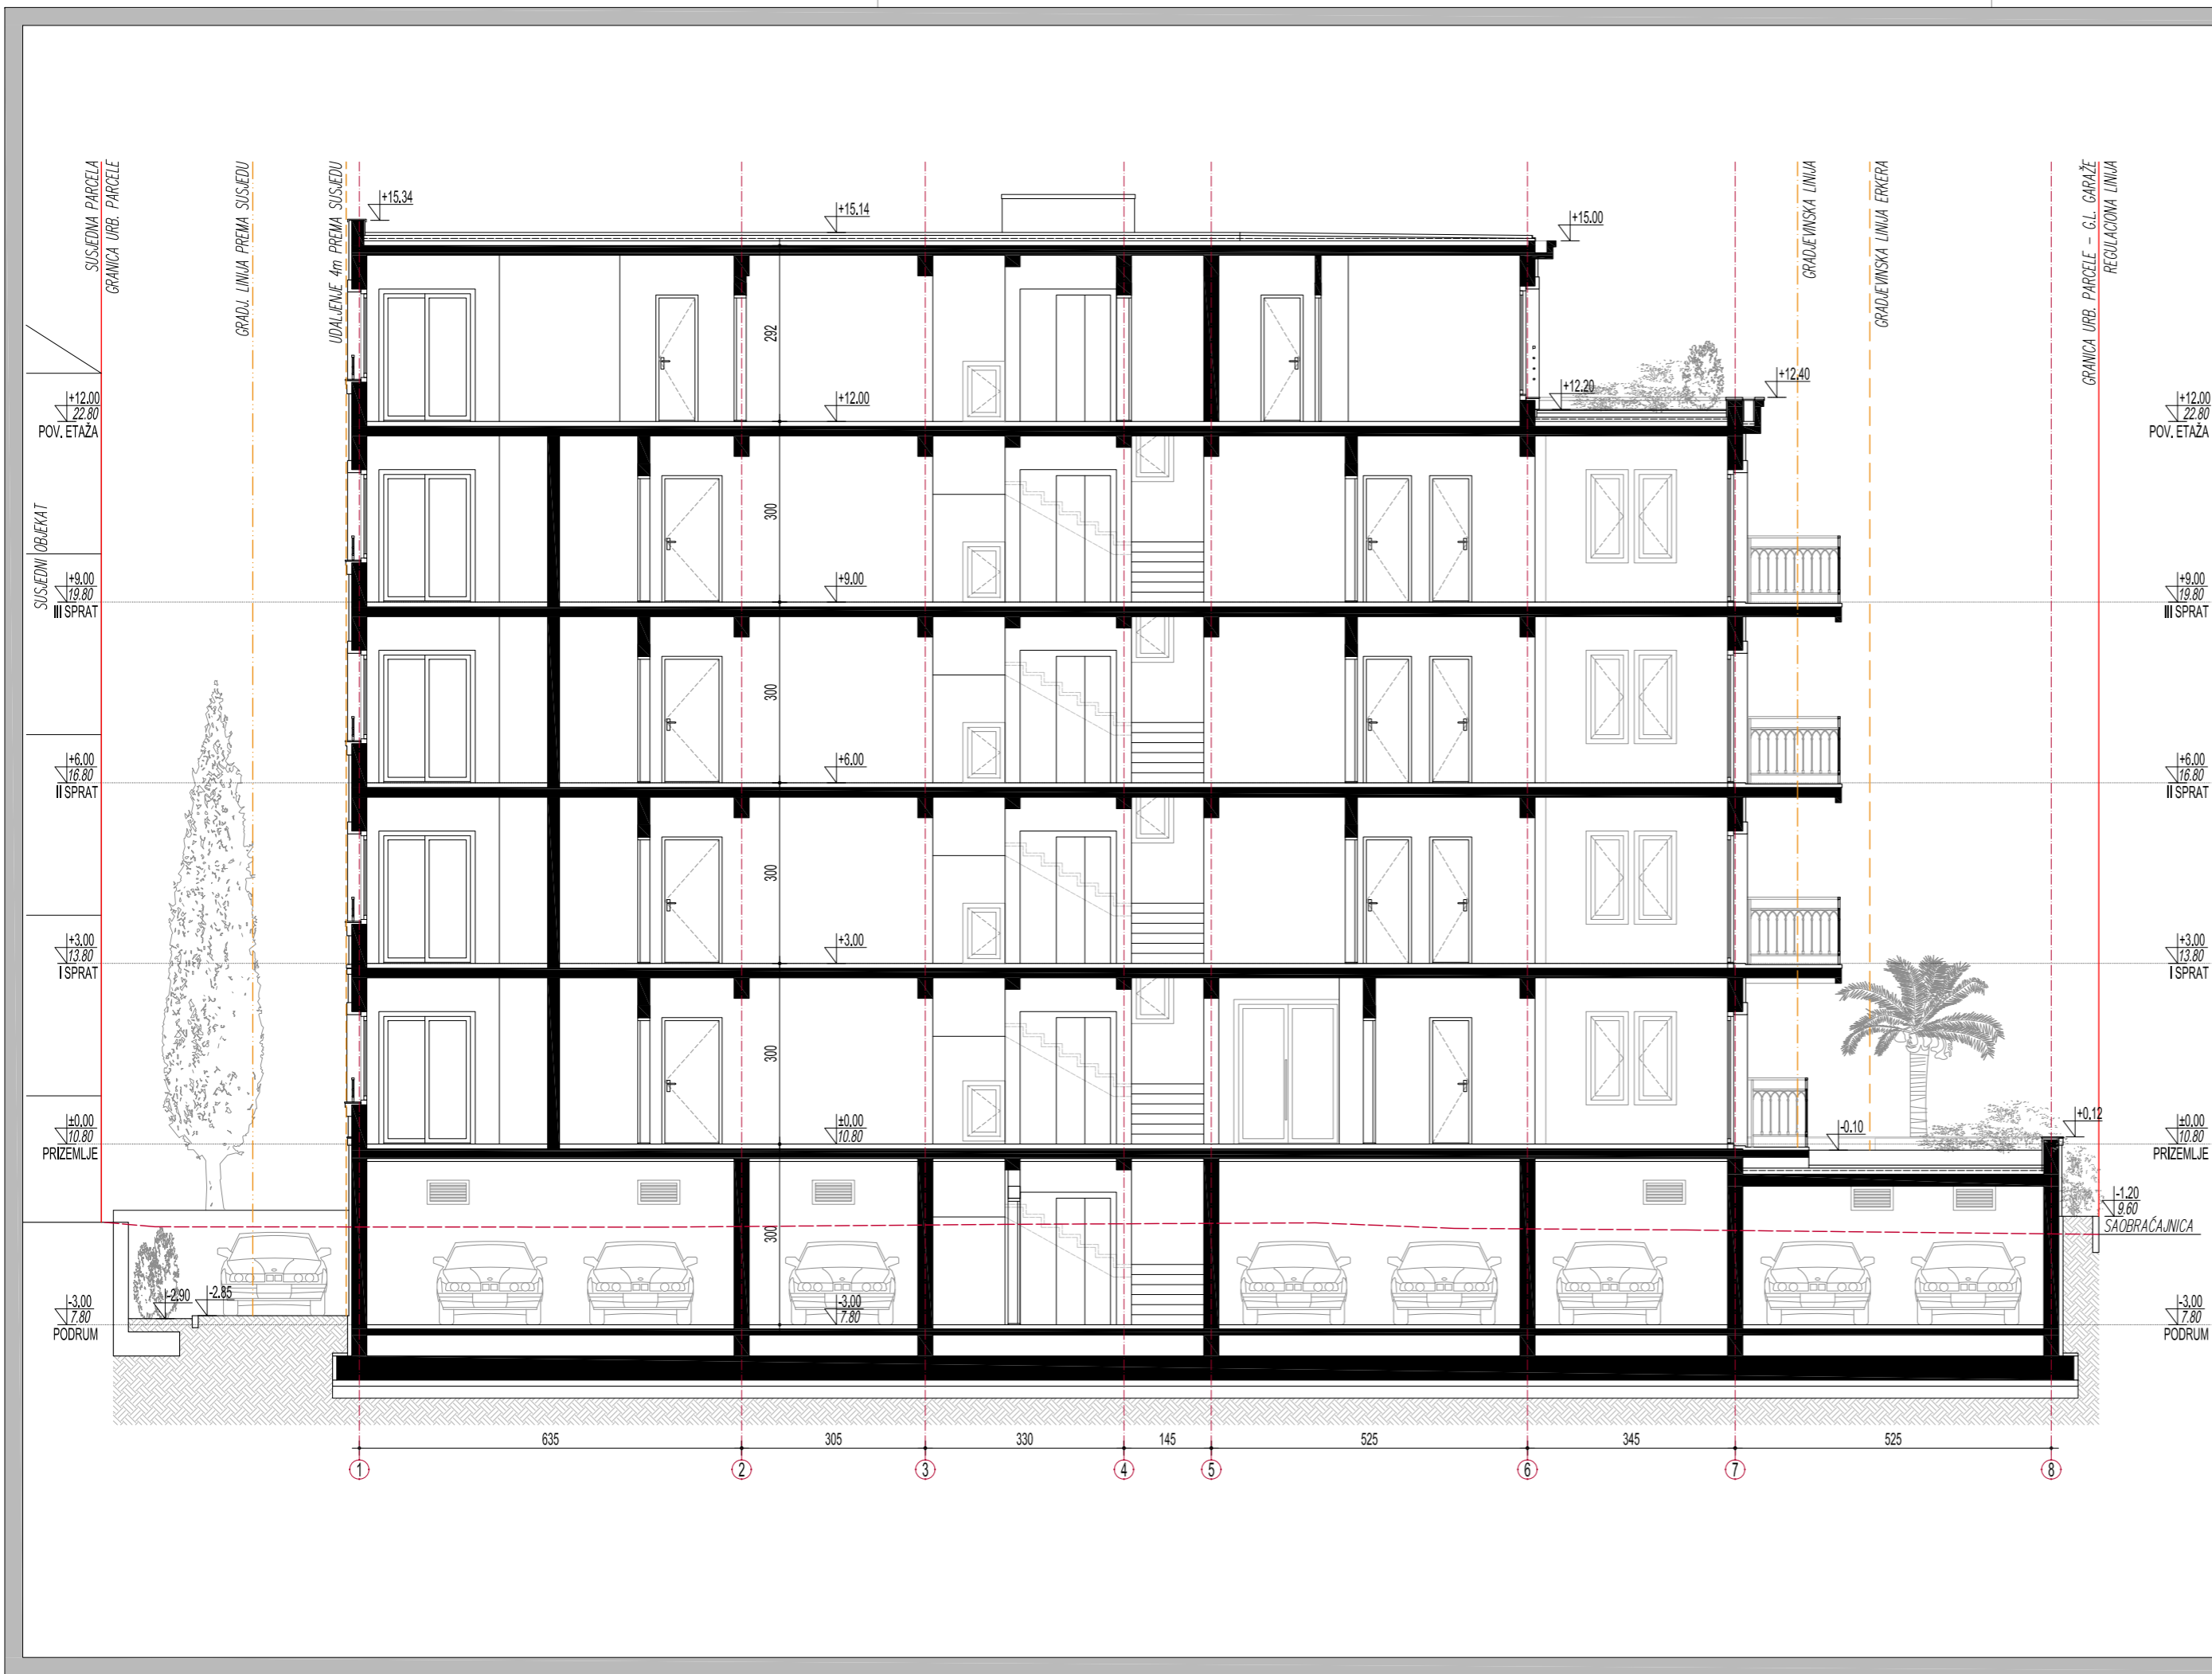 SUSJEDNA PARCELA
GRANICA URB. PARCELE
GRADJ. LINIJA PREMA SUSJEDU
UDALJENJE 4m PREMA SUSJEDU
GRADJEVINSKA LINIJA
GRADJEVINSKA LINIJA ERKERA
GRANICA URB. PARCELE - G.L. GARAŽE
REGULACIONA LINIJA
+15.34
+15.14
+15.00
292
+12.00
22.80
POV. ETAŽA
+12.00
+12.20
+12.40
+12.00
22.80
POV. ETAŽA
SUSJEDNI OBJEKAT
300
+9.00
19.80
III SPRAT
+9.00
+9.00
19.80
III SPRAT
300
+6.00
16.80
II SPRAT
+6.00
+6.00
16.80
II SPRAT
300
+3.00
13.80
I SPRAT
+3.00
+3.00
13.80
I SPRAT
300
±0.00
10.80
PRIZEMLJE
±0.00
10.80
-0.10
+0.12
±0.00
10.80
PRIZEMLJE
300
-1.20
9.60
SAOBRAĆAJNICA
-3.00
7.80
PODRUM
-2.90
-2.85
-3.00
7.80
-3.00
7.80
PODRUM
635
305
330
145
525
345
525
1
2
3
4
5
6
7
8